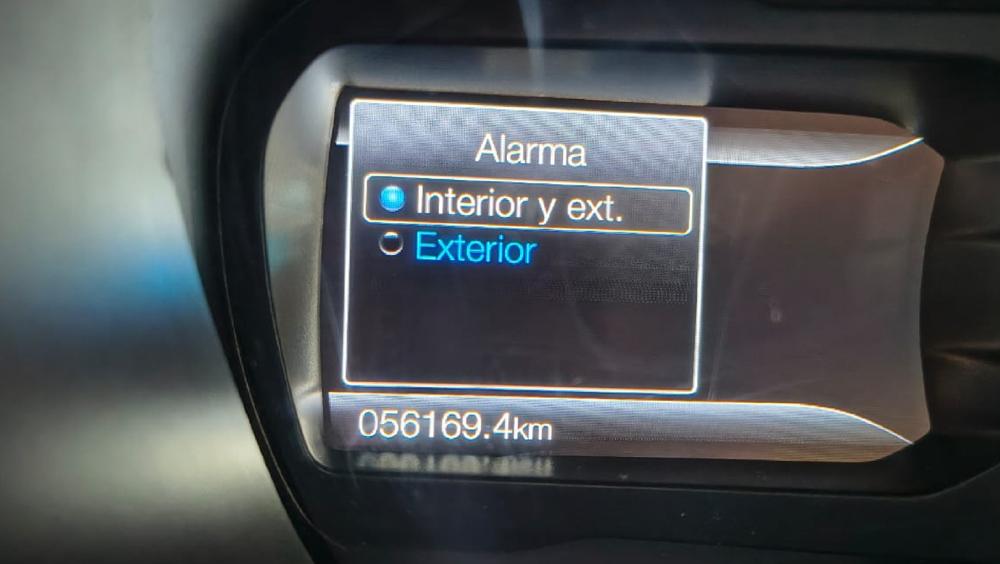 Alarma
Interior y ext.
Exterior
056169.4km